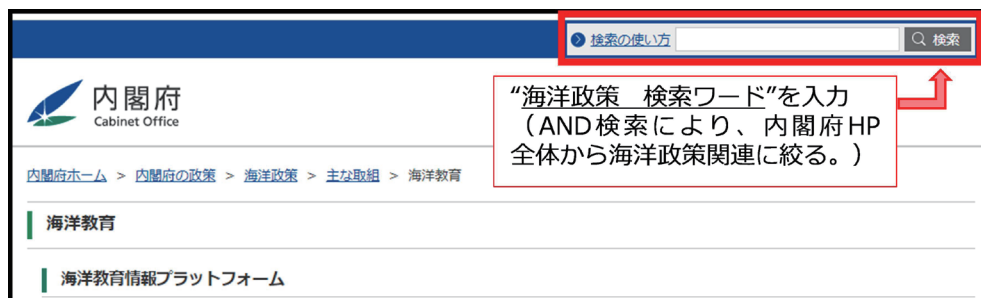 検索の使い方 検索
内閣府
Cabinet Office
“海洋政策　検索ワード”を入力
（AND検索により、内閣府HP
全体から海洋政策関連に絞る。）
内閣府ホーム > 内閣府の政策 > 海洋政策 > 主な取組 > 海洋教育
海洋教育
海洋教育情報プラットフォーム